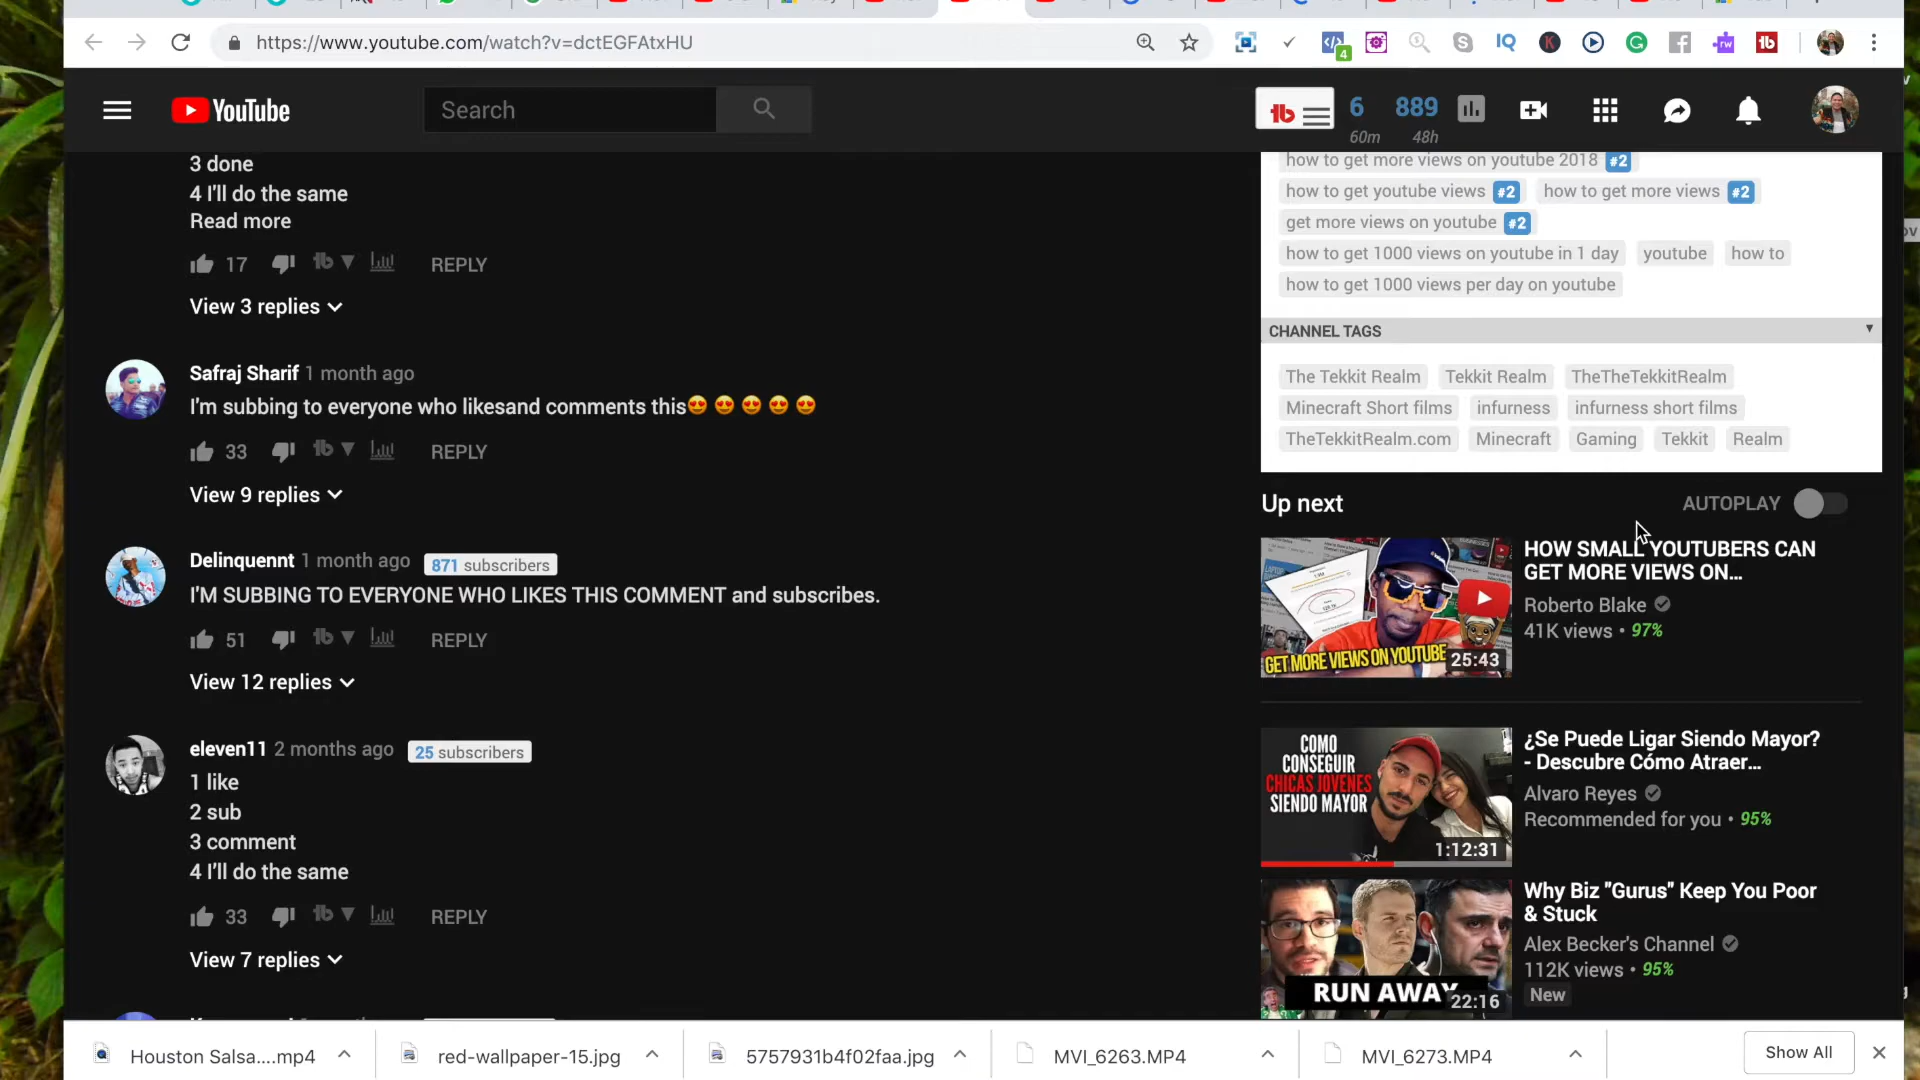 https://www.youtube.com/watch?v=dctEGFAtxHU
4
IQ
K
rw
tb
YouTube
Search
tb
6
889
60m
48h
3 done
4 I'll do the same
Read more
17
REPLY
View 3 replies
Safraj Sharif 1 month ago
I'm subbing to everyone who likesand comments this
33
REPLY
View 9 replies
Delinquennt 1 month ago 871 subscribers
I'M SUBBING TO EVERYONE WHO LIKES THIS COMMENT and subscribes.
51
REPLY
View 12 replies
eleven11 2 months ago 25 subscribers
1 like
2 sub
3 comment
4 I'll do the same
33
REPLY
View 7 replies
how to get more views on youtube 2018 #2
how to get youtube views #2 how to get more views #2
get more views on youtube #2
how to get 1000 views on youtube in 1 day youtube how to
how to get 1000 views per day on youtube
CHANNEL TAGS
The Tekkit Realm Tekkit Realm TheTheTekkitRealm
Minecraft Short films infurness infurness short films
TheTekkitRealm.com Minecraft Gaming Tekkit Realm
Up next
AUTOPLAY
GET MORE VIEWS ON YOUTUBE
25:43
HOW SMALL YOUTUBERS CAN
GET MORE VIEWS ON...
Roberto Blake
41K views • 97%
COMO
CONSEGUIR
CHICAS JOVENES
SIENDO MAYOR
1:12:31
¿Se Puede Ligar Siendo Mayor?
- Descubre Cómo Atraer...
Alvaro Reyes
Recommended for you • 95%
RUN AWAY
22:16
Why Biz "Gurus" Keep You Poor
& Stuck
Alex Becker's Channel
112K views • 95%
New
Houston Salsa....mp4
red-wallpaper-15.jpg
5757931b4f02faa.jpg
MVI_6263.MP4
MVI_6273.MP4
Show All